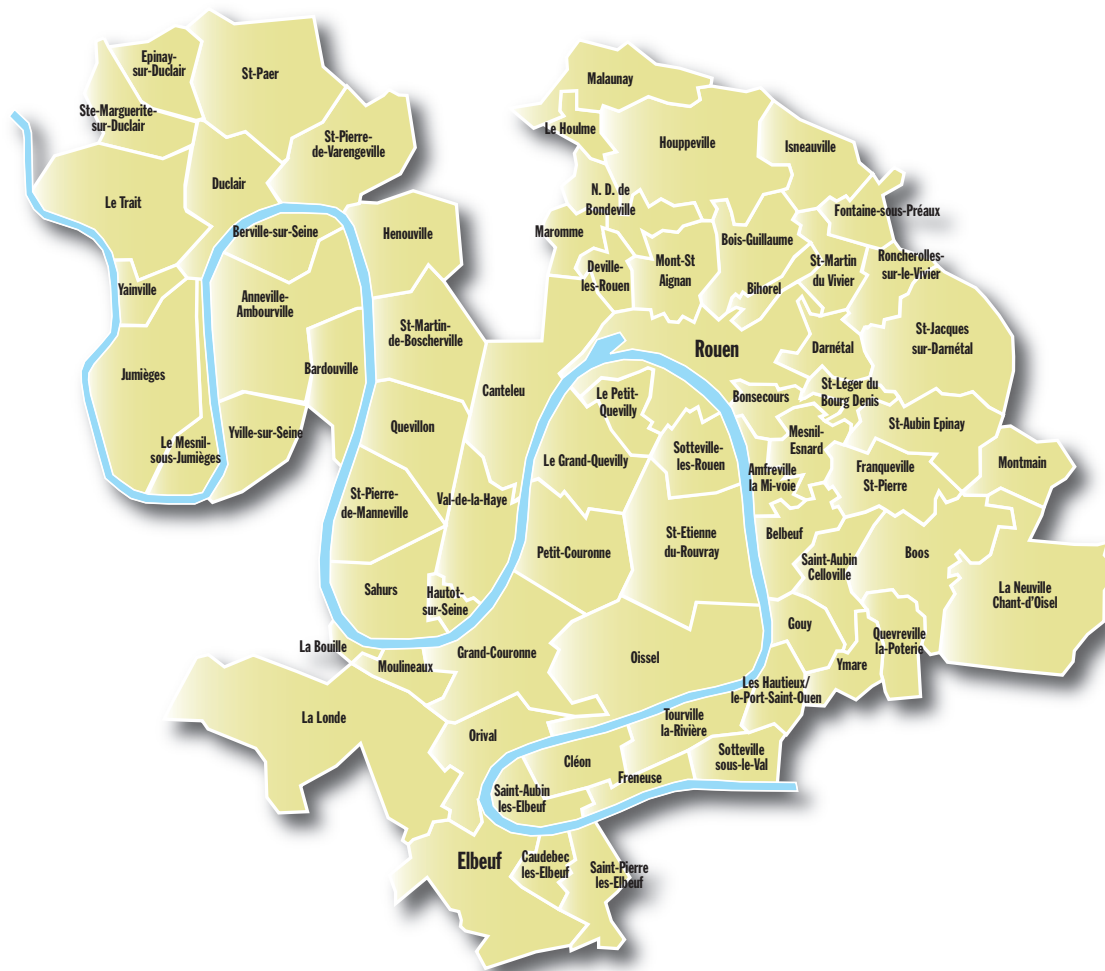 Epinay-
sur-Duclair
St-Paer
Ste-Marguerite-
sur-Duclair
St-Pierre-
de-Varengeville
Duclair
Le Trait
Berville-sur-Seine
Henouville
Yainville
Anneville-
Ambourville
St-Martin-
de-Boscherville
Bardouville
Jumièges
Le Mesnil-
sous-Jumièges
Yville-sur-Seine
Quevillon
Canteleu
St-Pierre-
de-Manneville
Val-de-la-Haye
Sahurs
Hautot-
sur-Seine
Malaunay
Le Houlme
Houppeville
Isneauville
N. D. de
Bondeville
Fontaine-sous-Préaux
Maromme
Deville-
les-Rouen
Mont-St
Aignan
Bois-Guillaume
Bihorel
St-Martin
du Vivier
Roncherolles-
sur-le-Vivier
Rouen
Darnétal
St-Jacques
sur-Darnétal
Le Petit-
Quevilly
Bonsecours
St-Léger du
Bourg Denis
St-Aubin Epinay
Le Grand-Quevilly
Sotteville-
les-Rouen
Mesnil-
Esnard
Amfreville
la Mi-voie
Franqueville
St-Pierre
Montmain
Petit-Couronne
St-Etienne
du-Rouvray
Belbeuf
Saint-Aubin
Celloville
Boos
La Neuville
Chant-d'Oisel
La Bouille
Moulineaux
Grand-Couronne
Oissel
Gouy
Ymare
Quevreville
la-Poterie
Les Hautieux/
le-Port-Saint-Ouen
La Londe
Orival
Tourville
la-Rivière
Cléon
Freneuse
Sotteville
sous-le-Val
Saint-Aubin
les-Elbeuf
Elbeuf
Caudebec
les-Elbeuf
Saint-Pierre
les-Elbeuf